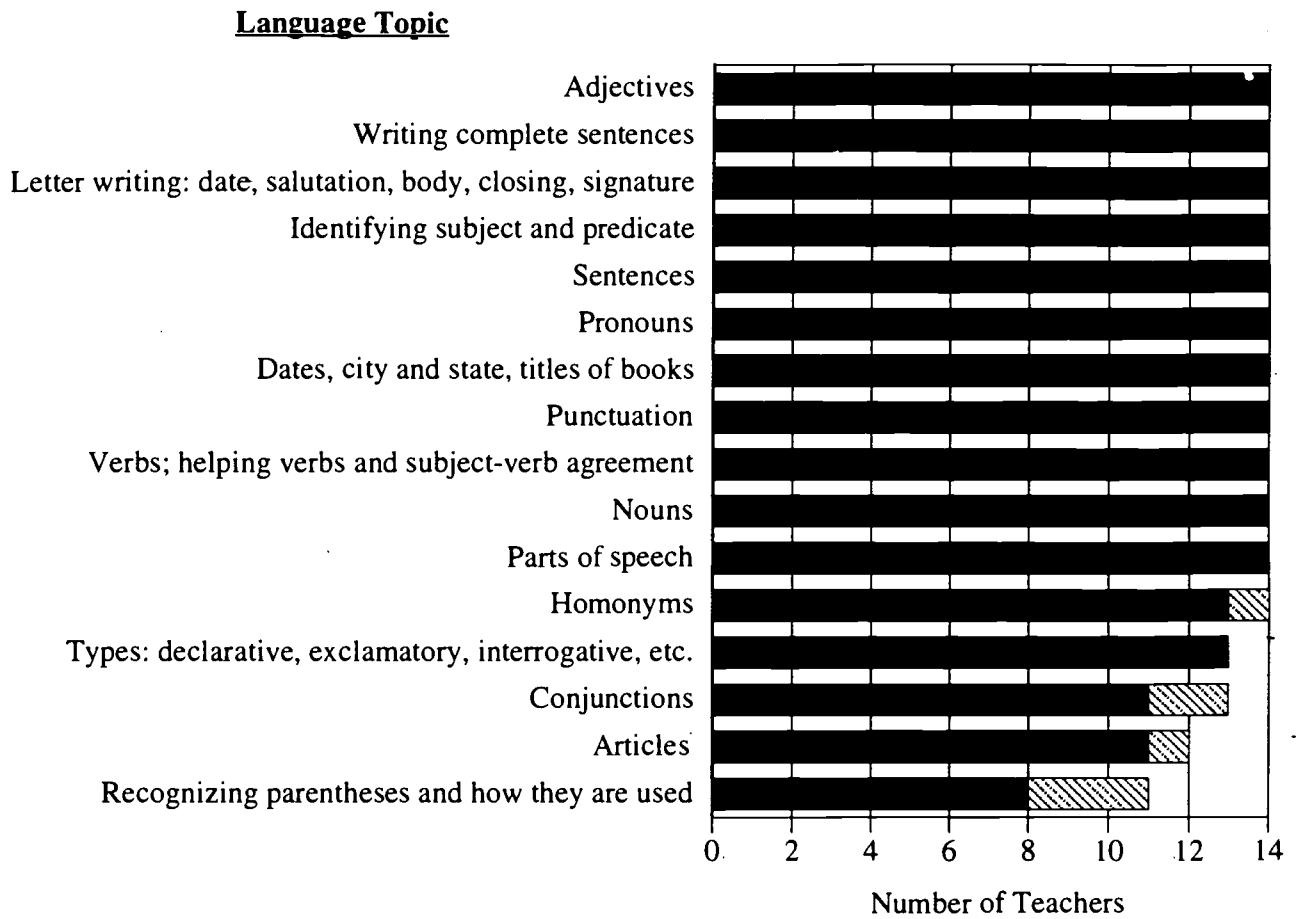 Language Topic
Adjectives
Writing complete sentences
Letter writing: date, salutation, body, closing, signature
Identifying subject and predicate
Sentences
Pronouns
Dates, city and state, titles of books
Punctuation
Verbs; helping verbs and subject-verb agreement
Nouns
Parts of speech
Homonyms
Types: declarative, exclamatory, interrogative, etc.
Conjunctions
Articles
Recognizing parentheses and how they are used
0 2 4 6 8 10 12 14
Number of Teachers